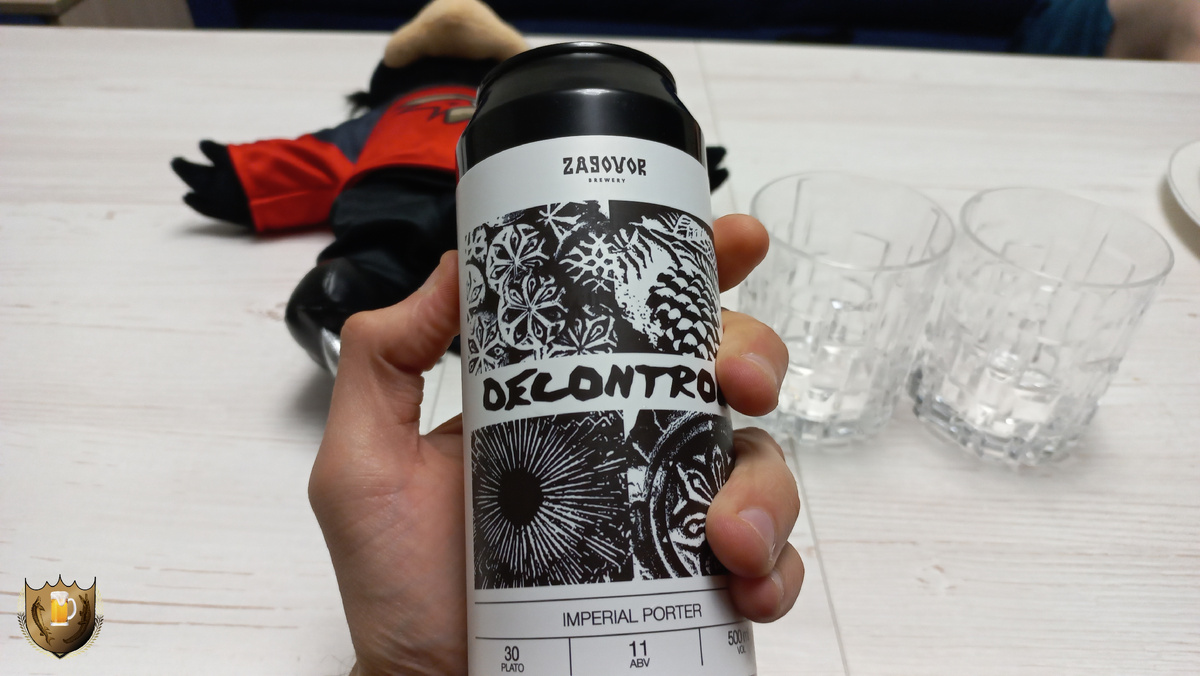 ZAGOVOR
BREWERY
DECONTRO
IMPERIAL PORTER
30
PLATO
11
ABV
500 m
VOL